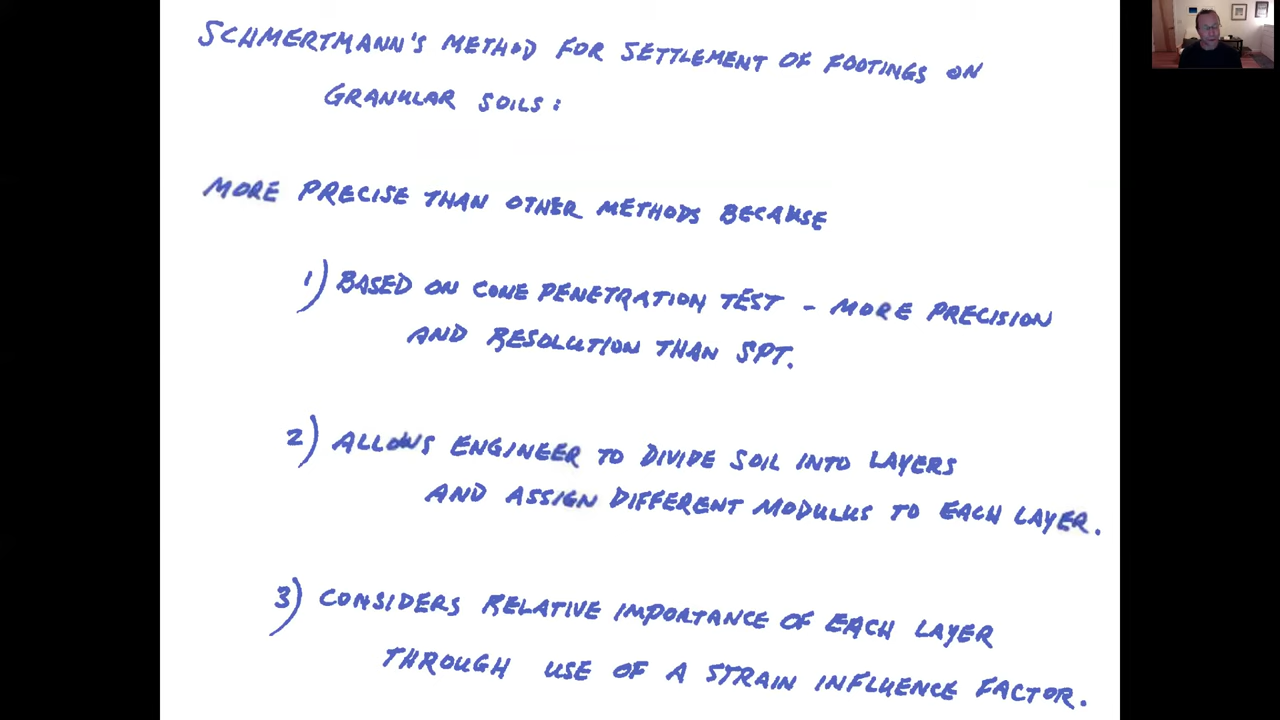 SCHMERTMANN'S METHOD FOR SETTLEMENT OF FOOTINGS ON
GRANULAR SOILS:
MORE PRECISE THAN OTHER METHODS BECAUSE
1) BASED ON CONE PENETRATION TEST - MORE PRECISION
AND RESOLUTION THAN SPT.
2) ALLOWS ENGINEER TO DIVIDE SOIL INTO LAYERS
AND ASSIGN DIFFERENT MODULUS TO EACH LAYER.
3) CONSIDERS RELATIVE IMPORTANCE OF EACH LAYER
THROUGH USE OF A STRAIN INFLUENCE FACTOR.